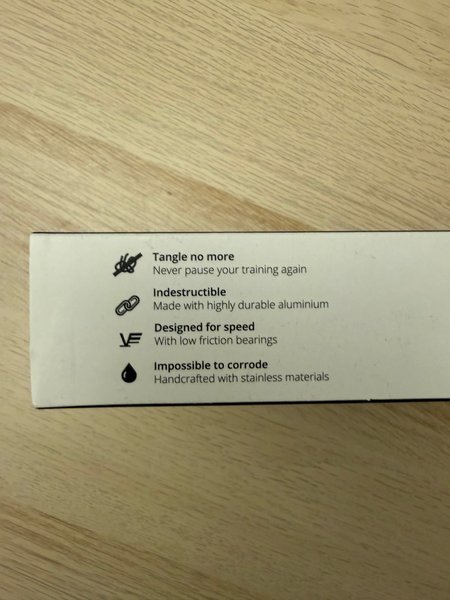 Tangle no more
Never pause your training again
Indestructible
Made with highly durable aluminium
Designed for speed
With low friction bearings
Impossible to corrode
Handcrafted with stainless materials